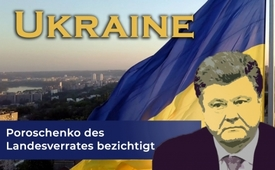 UKRAINE
Poroschenko des
Landesverrates bezichtigt